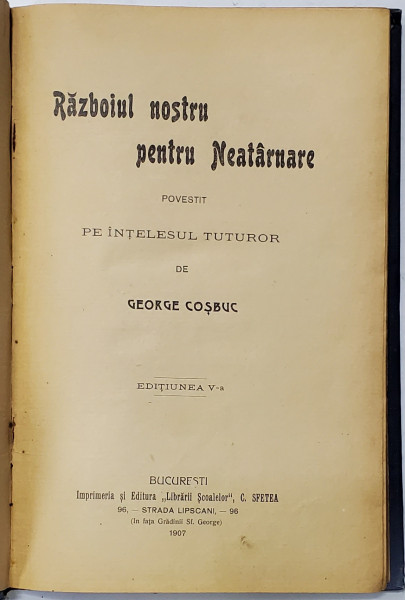 Războiul nostru
pentru Neatârnare
POVESTIT
PE ÎNȚELESUL TUTUROR
DE
GEORGE COȘBUC
EDIȚIUNEA V-a
BUCUREȘTI
Imprimeria și Editura „Librării Școalelor", C. SFETEA
96, — STRADA LIPSCANI, — 96
(In fața Grădinii Sf. George)
1907